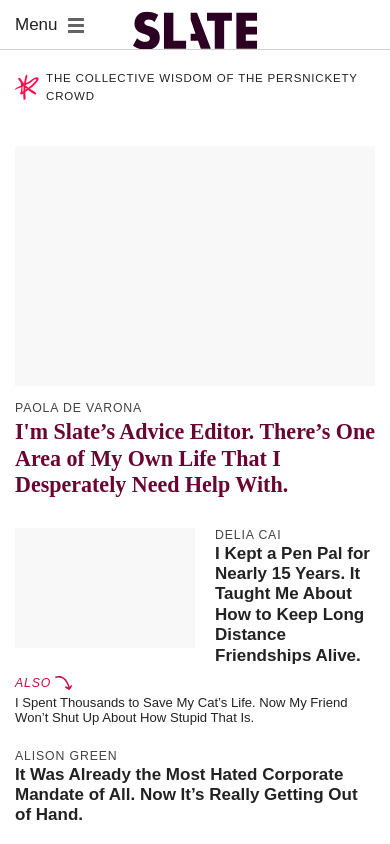 Menu
SLATE
THE COLLECTIVE WISDOM OF THE PERSNICKETY
CROWD
PAOLA DE VARONA
I'm Slate’s Advice Editor. There’s One
Area of My Own Life That I
Desperately Need Help With.
DELIA CAI
I Kept a Pen Pal for
Nearly 15 Years. It
Taught Me About
How to Keep Long
Distance
Friendships Alive.
ALSO
I Spent Thousands to Save My Cat’s Life. Now My Friend
Won’t Shut Up About How Stupid That Is.
ALISON GREEN
It Was Already the Most Hated Corporate
Mandate of All. Now It’s Really Getting Out
of Hand.